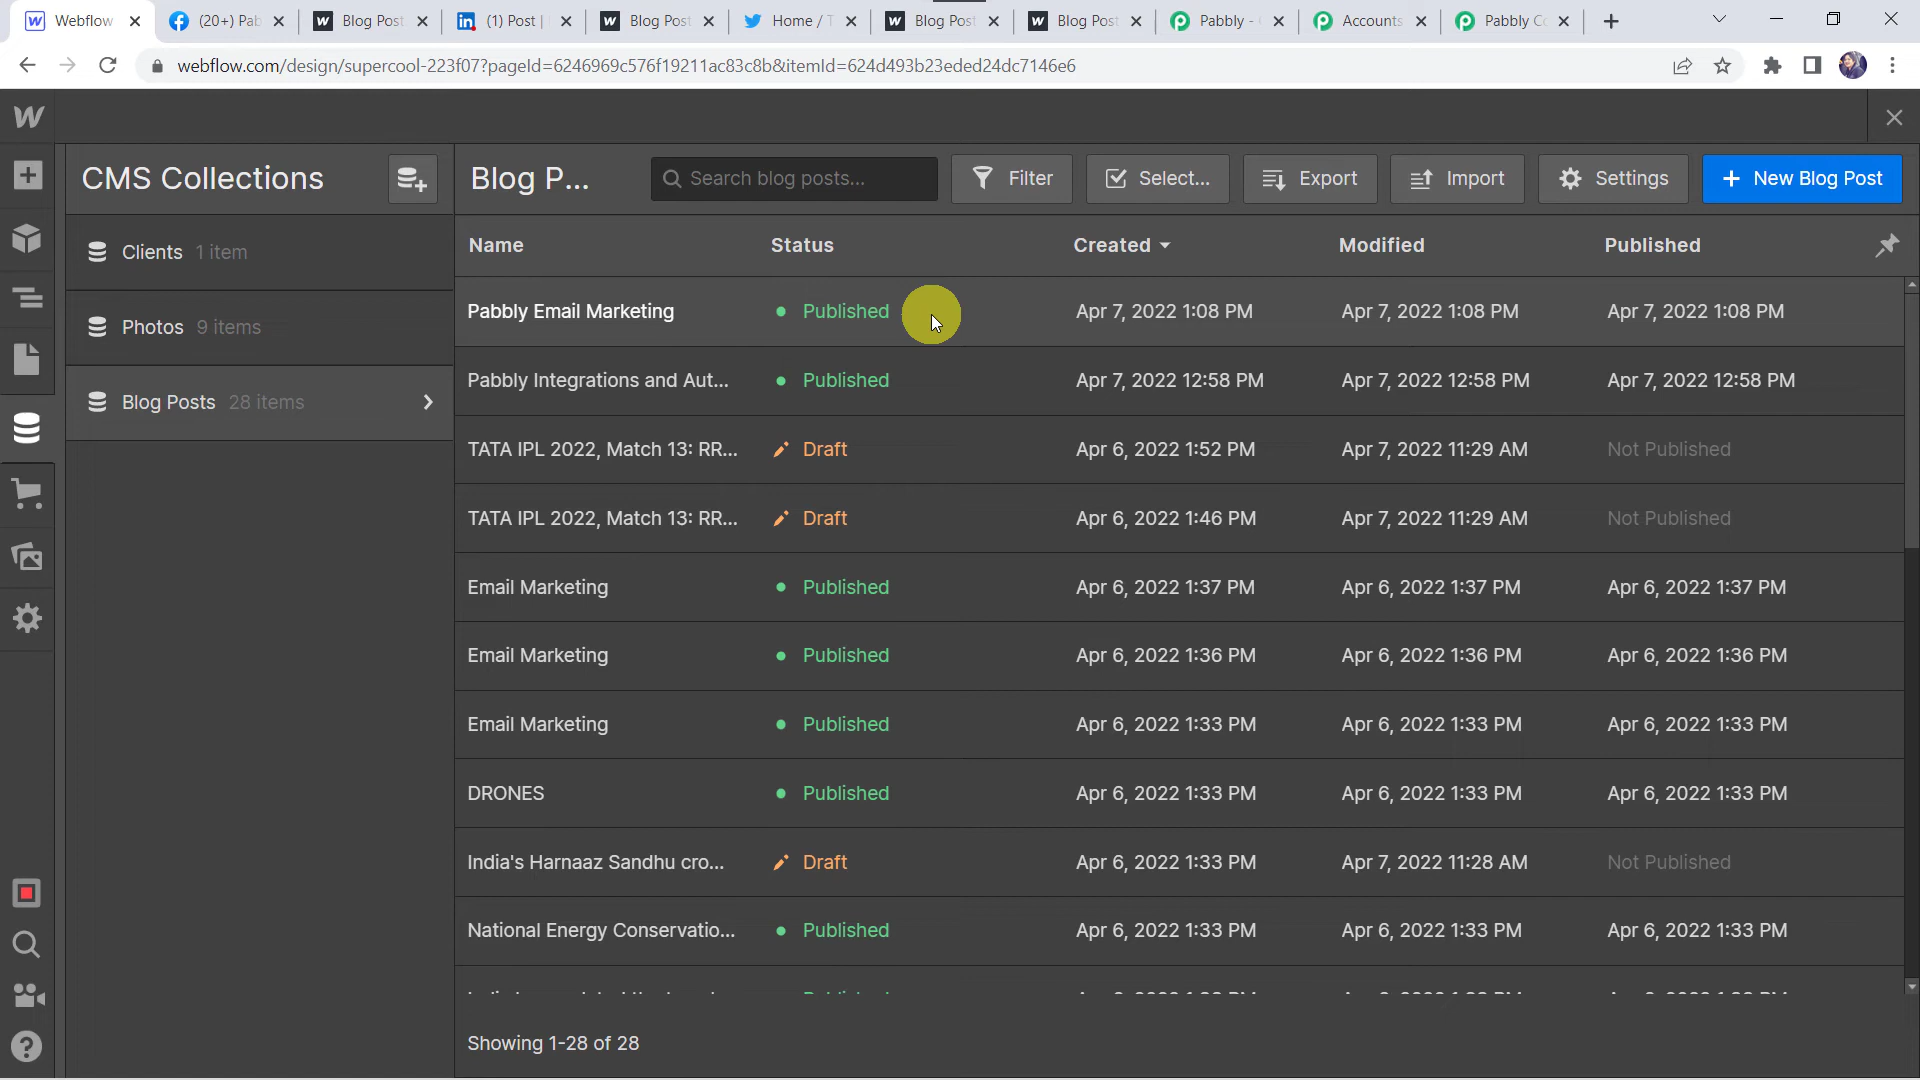 Webflow
(20+) Pab
Blog Post
(1) Post |
Blog Post
Home / T
Blog Post
Blog Post
Pabbly -
Accounts
Pabbly Co
webflow.com/design/supercool-223f07?pageId=6246969c576f19211ac83c8b&itemId=624d493b23eded24dc7146e6
CMS Collections
Blog P...
Search blog posts...
Filter
Select...
Export
Import
Settings
+ New Blog Post
Clients 1 item
Photos 9 items
Blog Posts 28 items
Name Status Created Modified Published
Pabbly Email Marketing Published Apr 7, 2022 1:08 PM Apr 7, 2022 1:08 PM Apr 7, 2022 1:08 PM
Pabbly Integrations and Aut... Published Apr 7, 2022 12:58 PM Apr 7, 2022 12:58 PM Apr 7, 2022 12:58 PM
TATA IPL 2022, Match 13: RR... Draft Apr 6, 2022 1:52 PM Apr 7, 2022 11:29 AM Not Published
TATA IPL 2022, Match 13: RR... Draft Apr 6, 2022 1:46 PM Apr 7, 2022 11:29 AM Not Published
Email Marketing Published Apr 6, 2022 1:37 PM Apr 6, 2022 1:37 PM Apr 6, 2022 1:37 PM
Email Marketing Published Apr 6, 2022 1:36 PM Apr 6, 2022 1:36 PM Apr 6, 2022 1:36 PM
Email Marketing Published Apr 6, 2022 1:33 PM Apr 6, 2022 1:33 PM Apr 6, 2022 1:33 PM
DRONES Published Apr 6, 2022 1:33 PM Apr 6, 2022 1:33 PM Apr 6, 2022 1:33 PM
India's Harnaaz Sandhu cro... Draft Apr 6, 2022 1:33 PM Apr 7, 2022 11:28 AM Not Published
National Energy Conservatio... Published Apr 6, 2022 1:33 PM Apr 6, 2022 1:33 PM Apr 6, 2022 1:33 PM
Showing 1-28 of 28